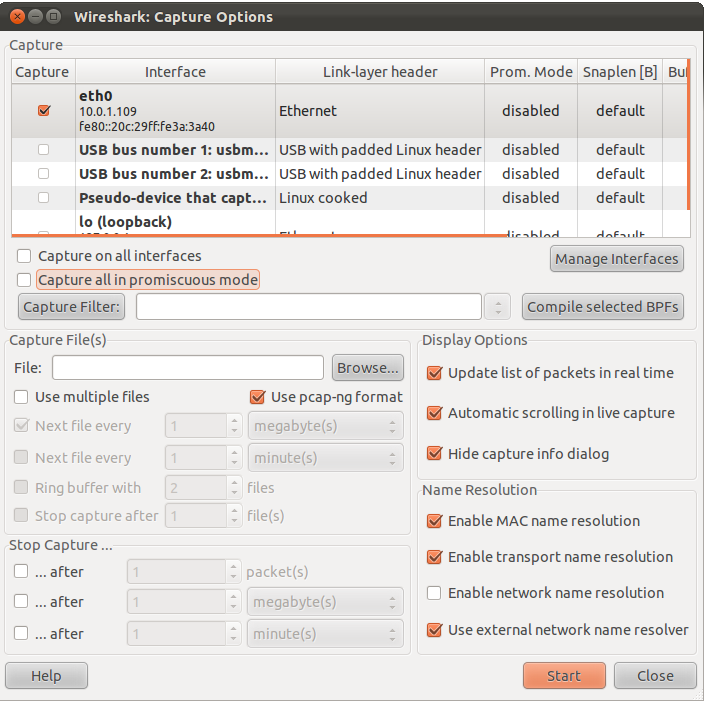 Wireshark: Capture Options
Capture
Capture Interface Link-layer header Prom. Mode Snaplen [B] Buf
eth0
10.0.1.109
fe80::20c:29ff:fe3a:3a40
Ethernet disabled default
USB bus number 1: usbm... USB with padded Linux header disabled default
USB bus number 2: usbm... USB with padded Linux header disabled default
Pseudo-device that capt... Linux cooked disabled default
lo (loopback)
Capture on all interfaces
Manage Interfaces
Capture all in promiscuous mode
Capture Filter: Compile selected BPFs
Capture File(s)
File: Browse...
Use multiple files Use pcap-ng format
Next file every 1 megabyte(s)
Next file every 1 minute(s)
Ring buffer with 2 files
Stop capture after 1 file(s)
Stop Capture ...
... after 1 packet(s)
... after 1 megabyte(s)
... after 1 minute(s)
Display Options
Update list of packets in real time
Automatic scrolling in live capture
Hide capture info dialog
Name Resolution
Enable MAC name resolution
Enable transport name resolution
Enable network name resolution
Use external network name resolver
Help Start Close